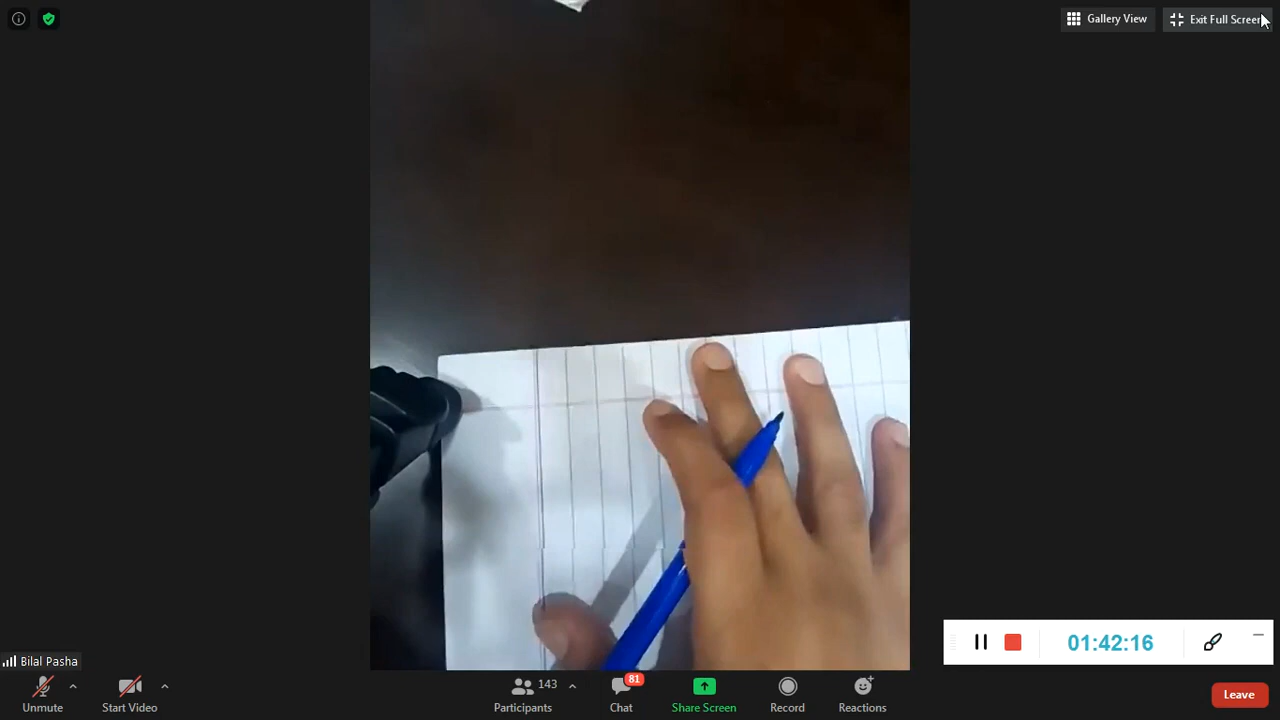 Gallery View
Exit Full Screen
01:42:16
Bilal Pasha
Unmute
Start Video
143
Participants
81
Chat
Share Screen
Record
Reactions
Leave